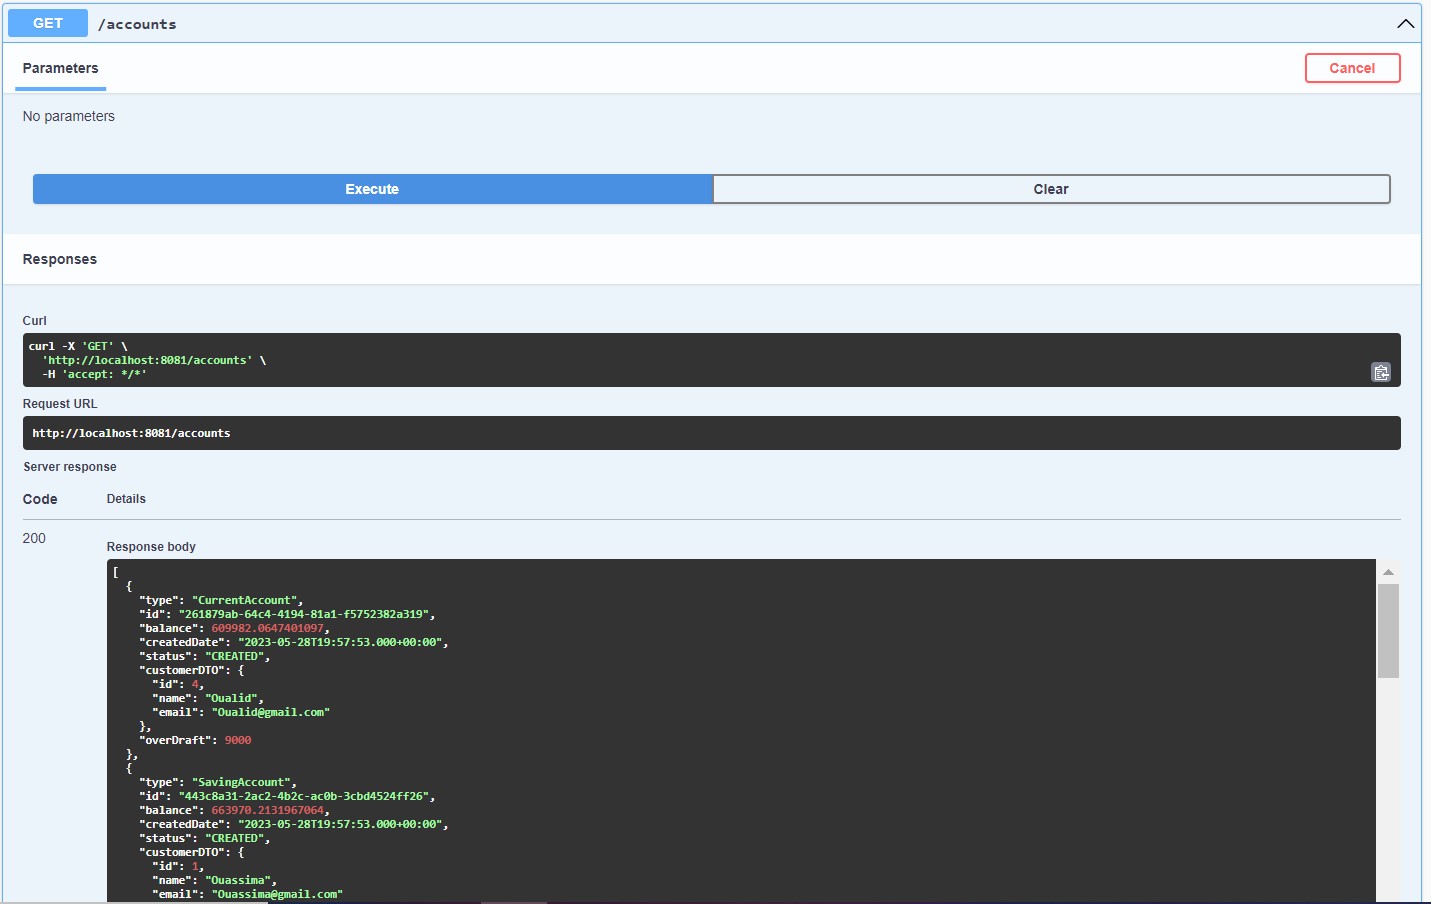 GET /accounts
Parameters
Cancel
No parameters
Execute
Clear
Responses
Curl
curl -X 'GET' \
  'http://localhost:8081/accounts' \
  -H 'accept: */*'
Request URL
http://localhost:8081/accounts
Server response
Code Details
200
Response body
[
  {
    "type": "CurrentAccount",
    "id": "261879ab-64c4-4194-81a1-f5752382a319",
    "balance": 609982.0647401097,
    "createdDate": "2023-05-28T19:57:53.000+00:00",
    "status": "CREATED",
    "customerDTO": {
      "id": 4,
      "name": "Oualid",
      "email": "Oualid@gmail.com"
    },
    "overDraft": 9000
  },
  {
    "type": "SavingAccount",
    "id": "443c8a31-2ac2-4b2c-ac0b-3cbd4524ff26",
    "balance": 663970.2131967064,
    "createdDate": "2023-05-28T19:57:53.000+00:00",
    "status": "CREATED",
    "customerDTO": {
      "id": 1,
      "name": "Ouassima",
      "email": "Ouassima@gmail.com"